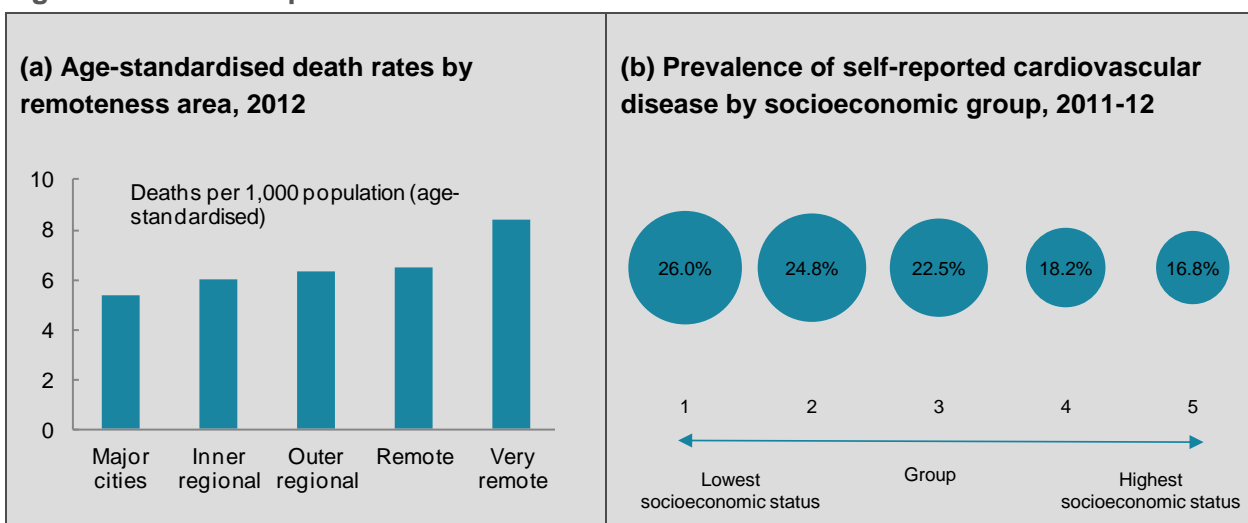 (a) Age-standardised death rates by
remoteness area, 2012
10
8
6
4
2
0
Deaths per 1,000 population (age-
standardised)
Major
cities
Inner
regional
Outer
regional
Remote
Very
remote
(b) Prevalence of self-reported cardiovascular
disease by socioeconomic group, 2011-12
26.0% 24.8% 22.5% 18.2% 16.8%
1 2 3 4 5
Lowest
socioeconomic status
Group
Highest
socioeconomic status